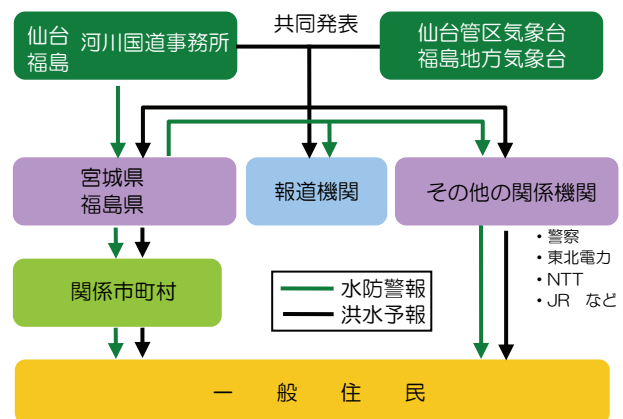 仙台
福島
河川国道事務所
共同発表
仙台管区気象台
福島地方気象台
宮城県
福島県
報道機関
その他の関係機関
・警察
・東北電力
・NTT
・JR　など
関係市町村
水防警報
洪水予報
一　般　住　民